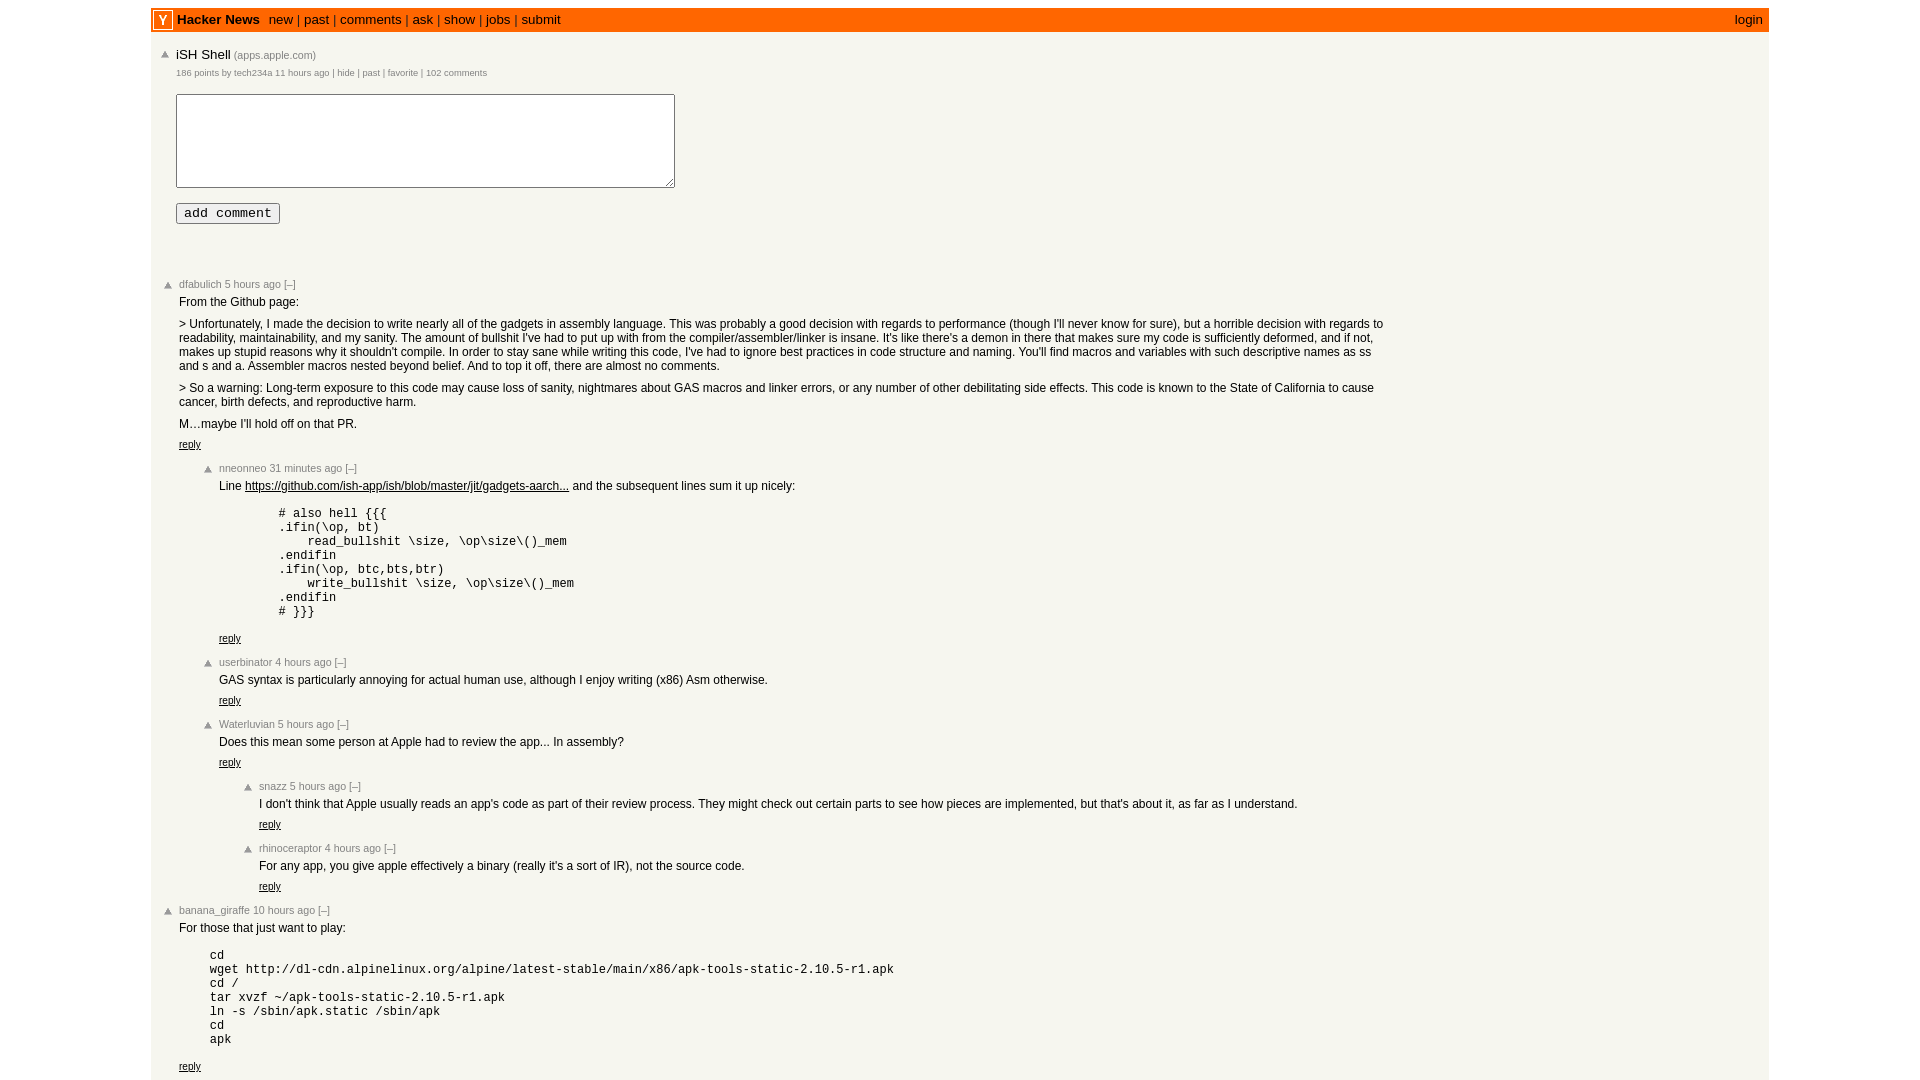 Y Hacker News new | past | comments | ask | show | jobs | submit login
iSH Shell (apps.apple.com)
186 points by tech234a 11 hours ago | hide | past | favorite | 102 comments
add comment
dfabulich 5 hours ago [–]
From the Github page:
> Unfortunately, I made the decision to write nearly all of the gadgets in assembly language. This was probably a good decision with regards to performance (though I'll never know for sure), but a horrible decision with regards to
readability, maintainability, and my sanity. The amount of bullshit I've had to put up with from the compiler/assembler/linker is insane. It's like there's a demon in there that makes sure my code is sufficiently deformed, and if not,
makes up stupid reasons why it shouldn't compile. In order to stay sane while writing this code, I've had to ignore best practices in code structure and naming. You'll find macros and variables with such descriptive names as ss
and s and a. Assembler macros nested beyond belief. And to top it off, there are almost no comments.
> So a warning: Long-term exposure to this code may cause loss of sanity, nightmares about GAS macros and linker errors, or any number of other debilitating side effects. This code is known to the State of California to cause
cancer, birth defects, and reproductive harm.
M…maybe I'll hold off on that PR.
reply
nneonneo 31 minutes ago [–]
Line https://github.com/ish-app/ish/blob/master/jit/gadgets-aarch... and the subsequent lines sum it up nicely:
# also hell {{{
.ifin(\op, bt)
read_bullshit \size, \op\size\()_mem
.endifin
.ifin(\op, btc,bts,btr)
write_bullshit \size, \op\size\()_mem
.endifin
# }}}
reply
userbinator 4 hours ago [–]
GAS syntax is particularly annoying for actual human use, although I enjoy writing (x86) Asm otherwise.
reply
Waterluvian 5 hours ago [–]
Does this mean some person at Apple had to review the app... In assembly?
reply
snazz 5 hours ago [–]
I don't think that Apple usually reads an app's code as part of their review process. They might check out certain parts to see how pieces are implemented, but that's about it, as far as I understand.
reply
rhinoceraptor 4 hours ago [–]
For any app, you give apple effectively a binary (really it's a sort of IR), not the source code.
reply
banana_giraffe 10 hours ago [–]
For those that just want to play:
cd
wget http://dl-cdn.alpinelinux.org/alpine/latest-stable/main/x86/apk-tools-static-2.10.5-r1.apk
cd /
tar xvzf ~/apk-tools-static-2.10.5-r1.apk
ln -s /sbin/apk.static /sbin/apk
cd
apk
reply